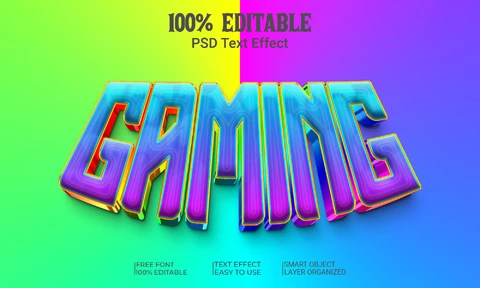 100% EDITABLE
PSD Text Effect
GAMING
FREE FONT
100% EDITABLE
TEXT EFFECT
EASY TO USE
SMART OBJECT
LAYER ORGANIZED